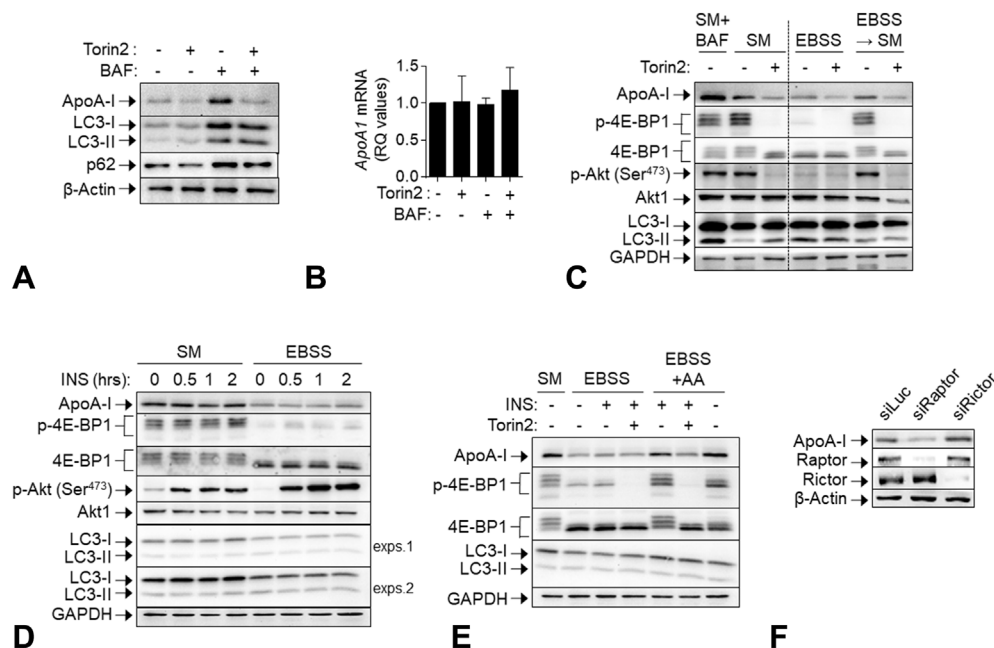 Torin2 : - + - +
BAF: - - + +
ApoA-I
LC3-I
LC3-II
p62
β-Actin
A
ApoA1 mRNA
(RQ values)
1.5
1.0
0.5
0.0
Torin2: - + - +
BAF: - - + +
B
SM+ BAF SM EBSS EBSS → SM
Torin2: - - + - + - +
ApoA-I
p-4E-BP1
4E-BP1
p-Akt (Ser473)
Akt1
LC3-I
LC3-II
GAPDH
C
SM EBSS
INS (hrs): 0 0.5 1 2 0 0.5 1 2
ApoA-I
p-4E-BP1
4E-BP1
p-Akt (Ser473)
Akt1
LC3-I
LC3-II
exps.1
LC3-I
LC3-II
exps.2
GAPDH
D
SM EBSS EBSS +AA
INS: - - + + + + -
Torin2: - - - + - + -
ApoA-I
p-4E-BP1
4E-BP1
LC3-I
LC3-II
GAPDH
E
siLuc siRaptor siRictor
ApoA-I
Raptor
Rictor
β-Actin
F